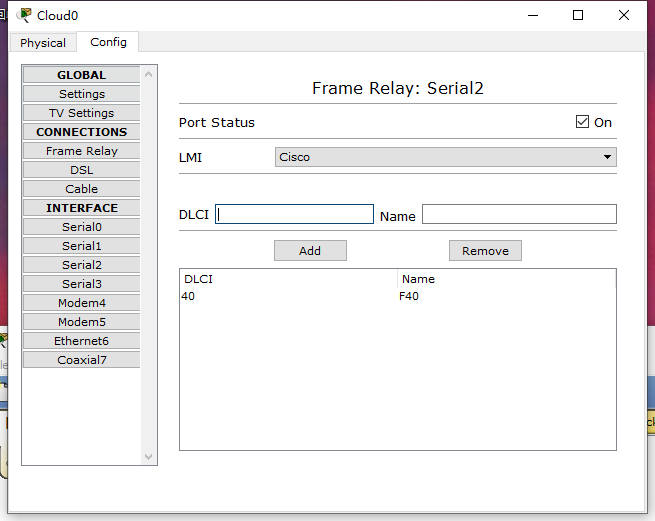 Cloud0
Physical Config
GLOBAL
Settings
TV Settings
CONNECTIONS
Frame Relay
DSL
Cable
INTERFACE
Serial0
Serial1
Serial2
Serial3
Modem4
Modem5
Ethernet6
Coaxial7
Frame Relay: Serial2
Port Status On
LMI Cisco
DLCI Name
Add Remove
DLCI Name
40 F40